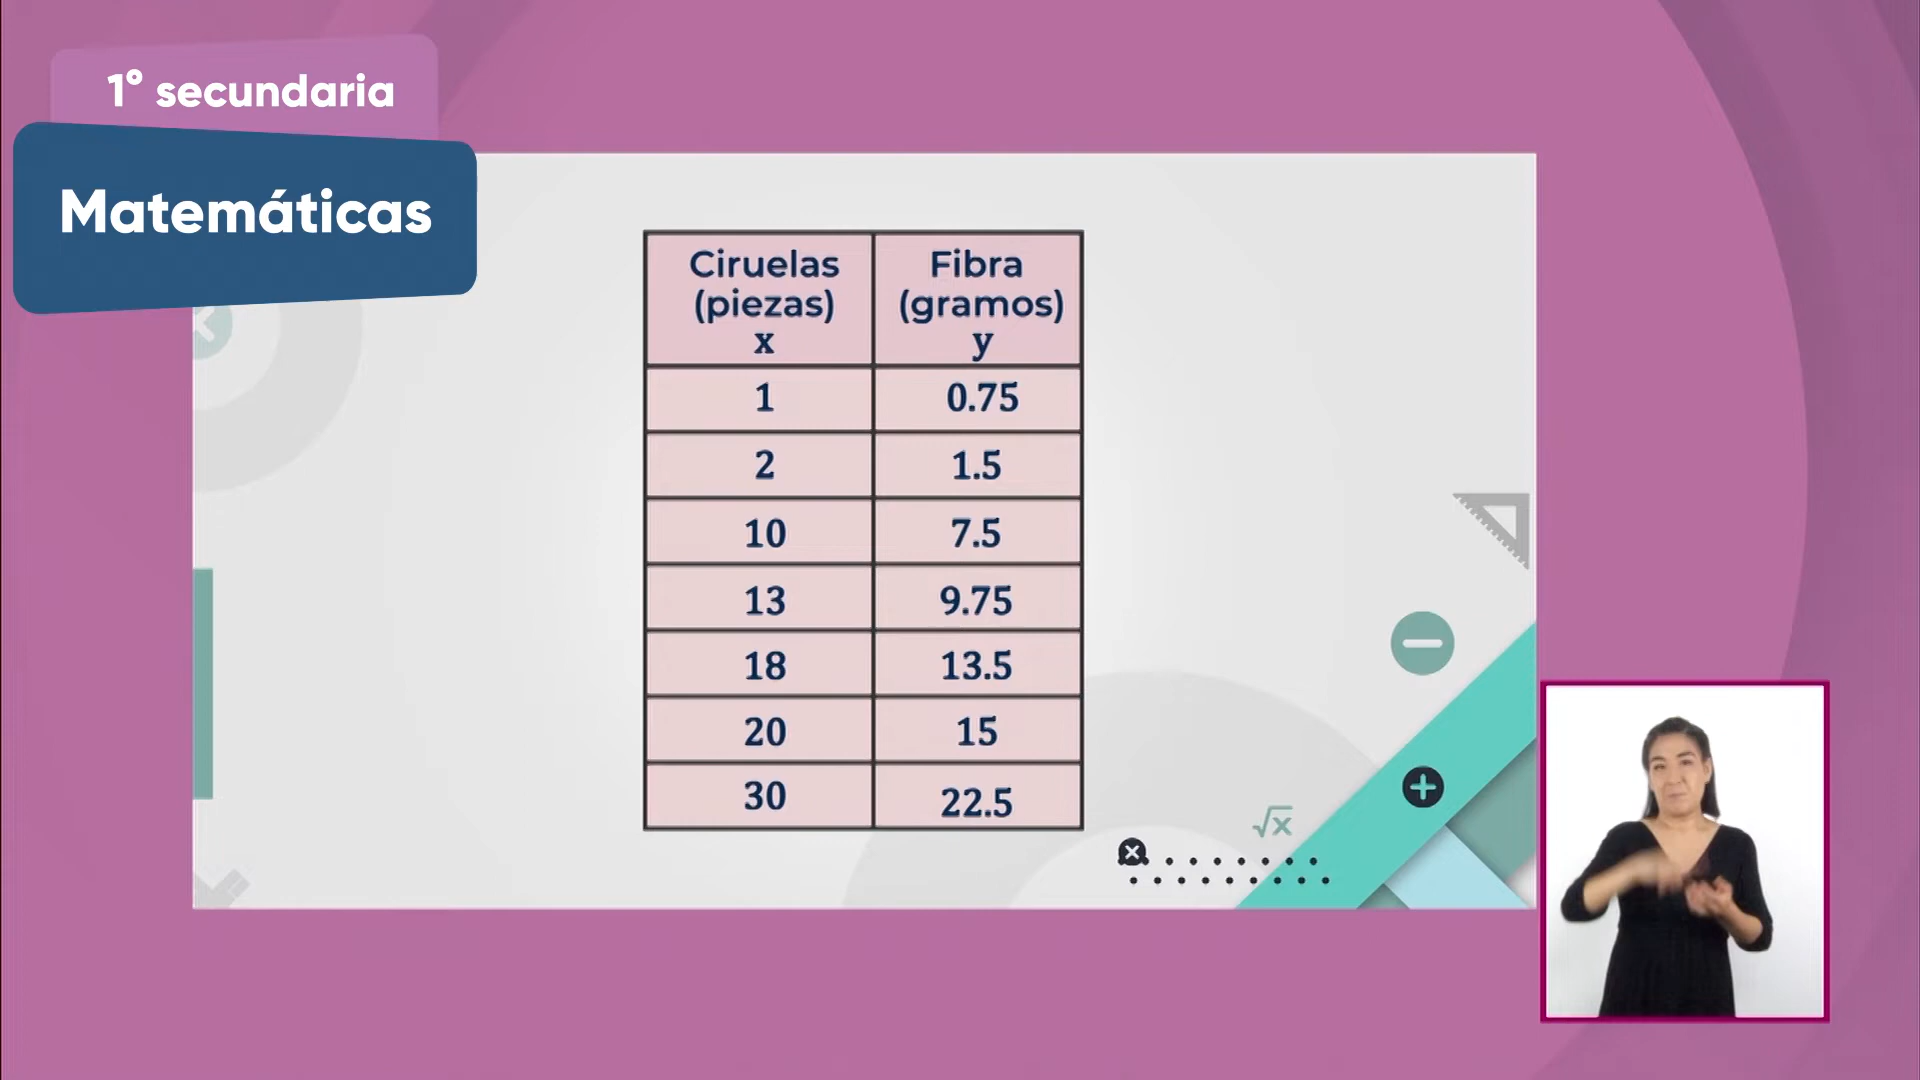 1° secundaria
Matemáticas
Ciruelas (piezas) x
Fibra (gramos) y
1 0.75
2 1.5
10 7.5
13 9.75
18 13.5
20 15
30 22.5
√x